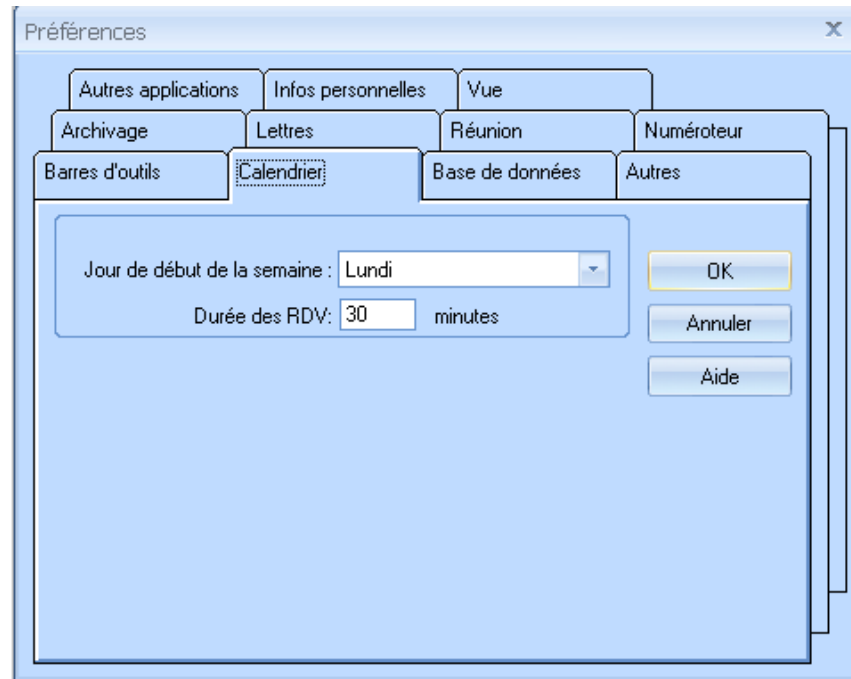 Préférences
Autres applications Infos personnelles Vue
Archivage Lettres Réunion Numéroteur
Barres d'outils Calendrier Base de données Autres
Jour de début de la semaine : Lundi
OK
Durée des RDV: 30 minutes
Annuler
Aide